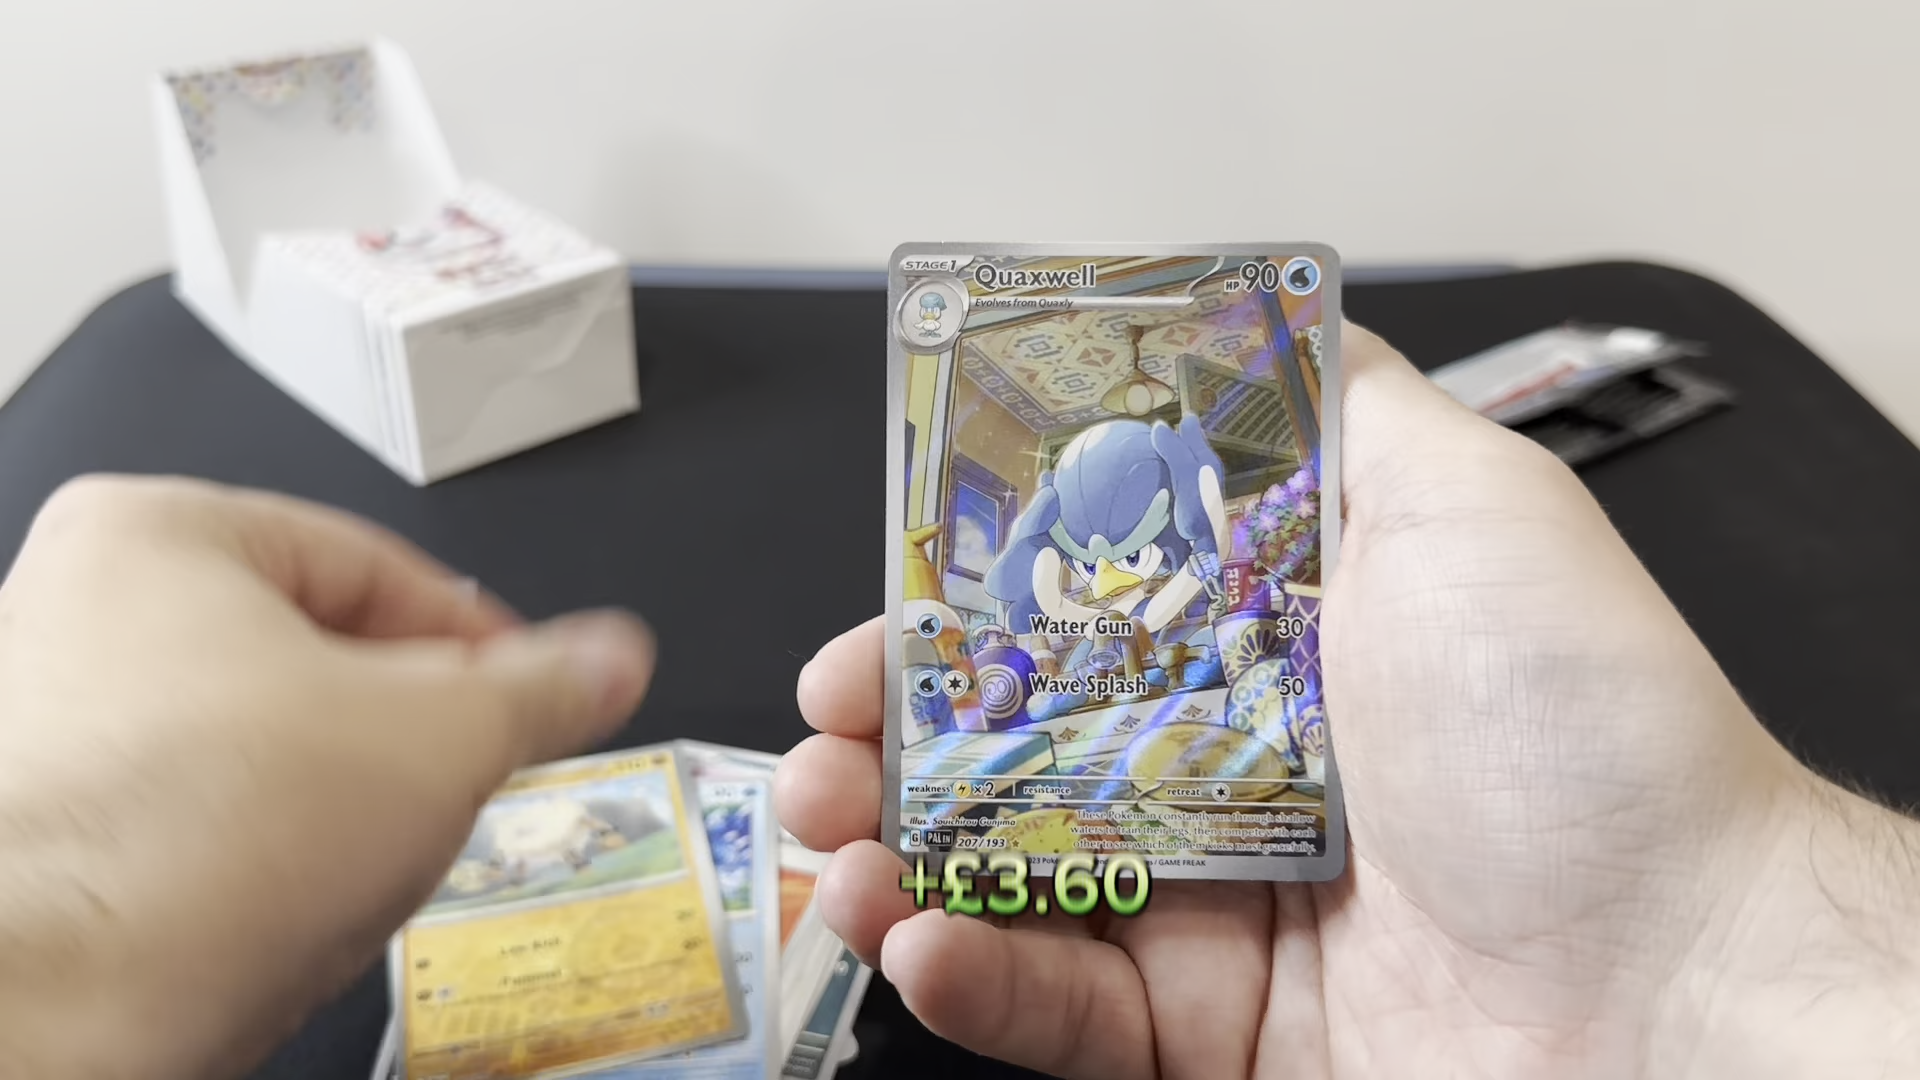 STAGE1 Quaxwell HP 90
Evolves from Quaxly
Water Gun 30
Wave Splash 50
weakness ×2 resistance retreat
Illus. Souichirou Gunjima
These Pokémon constantly run through shallow
waters to train their legs, then compete with each
other to see which of them kicks most gracefully.
G PAL EN 207/193
/ GAME FREAK
+£3.60